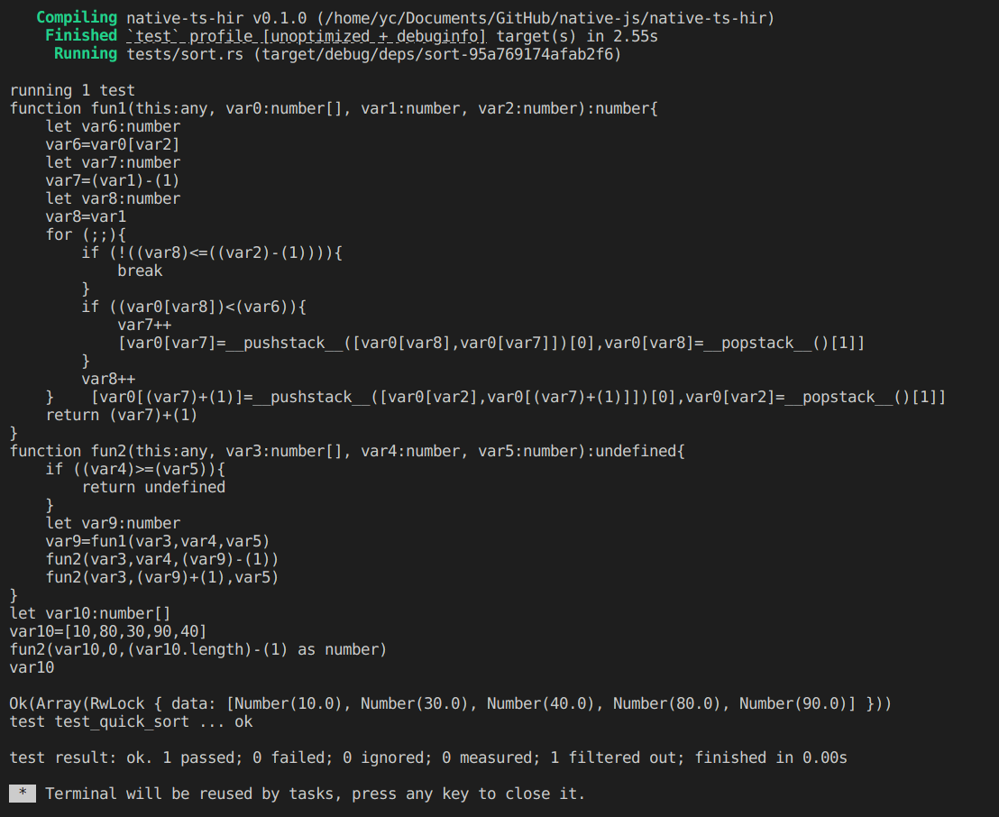 Compiling native-ts-hir v0.1.0 (/home/yc/Documents/GitHub/native-js/native-ts-hir)
    Finished `test` profile [unoptimized + debuginfo] target(s) in 2.55s
     Running tests/sort.rs (target/debug/deps/sort-95a769174afab2f6)

running 1 test
function fun1(this:any, var0:number[], var1:number, var2:number):number{
    let var6:number
    var6=var0[var2]
    let var7:number
    var7=(var1)-(1)
    let var8:number
    var8=var1
    for (;;){
        if (!((var8)<=((var2)-(1)))){
            break
        }
        if ((var0[var8])<(var6)){
            var7++
            [var0[var7]=__pushstack__([var0[var8],var0[var7]])[0],var0[var8]=__popstack__()[1]]
        }
        var8++
    }    [var0[(var7)+(1)]=__pushstack__([var0[var2],var0[(var7)+(1)]])[0],var0[var2]=__popstack__()[1]]
    return (var7)+(1)
}
function fun2(this:any, var3:number[], var4:number, var5:number):undefined{
    if ((var4)>=(var5)){
        return undefined
    }
    let var9:number
    var9=fun1(var3,var4,var5)
    fun2(var3,var4,(var9)-(1))
    fun2(var3,(var9)+(1),var5)
}
let var10:number[]
var10=[10,80,30,90,40]
fun2(var10,0,(var10.length)-(1) as number)
var10

Ok(Array(RwLock { data: [Number(10.0), Number(30.0), Number(40.0), Number(80.0), Number(90.0)] }))
test test_quick_sort ... ok

test result: ok. 1 passed; 0 failed; 0 ignored; 0 measured; 1 filtered out; finished in 0.00s

 * Terminal will be reused by tasks, press any key to close it.